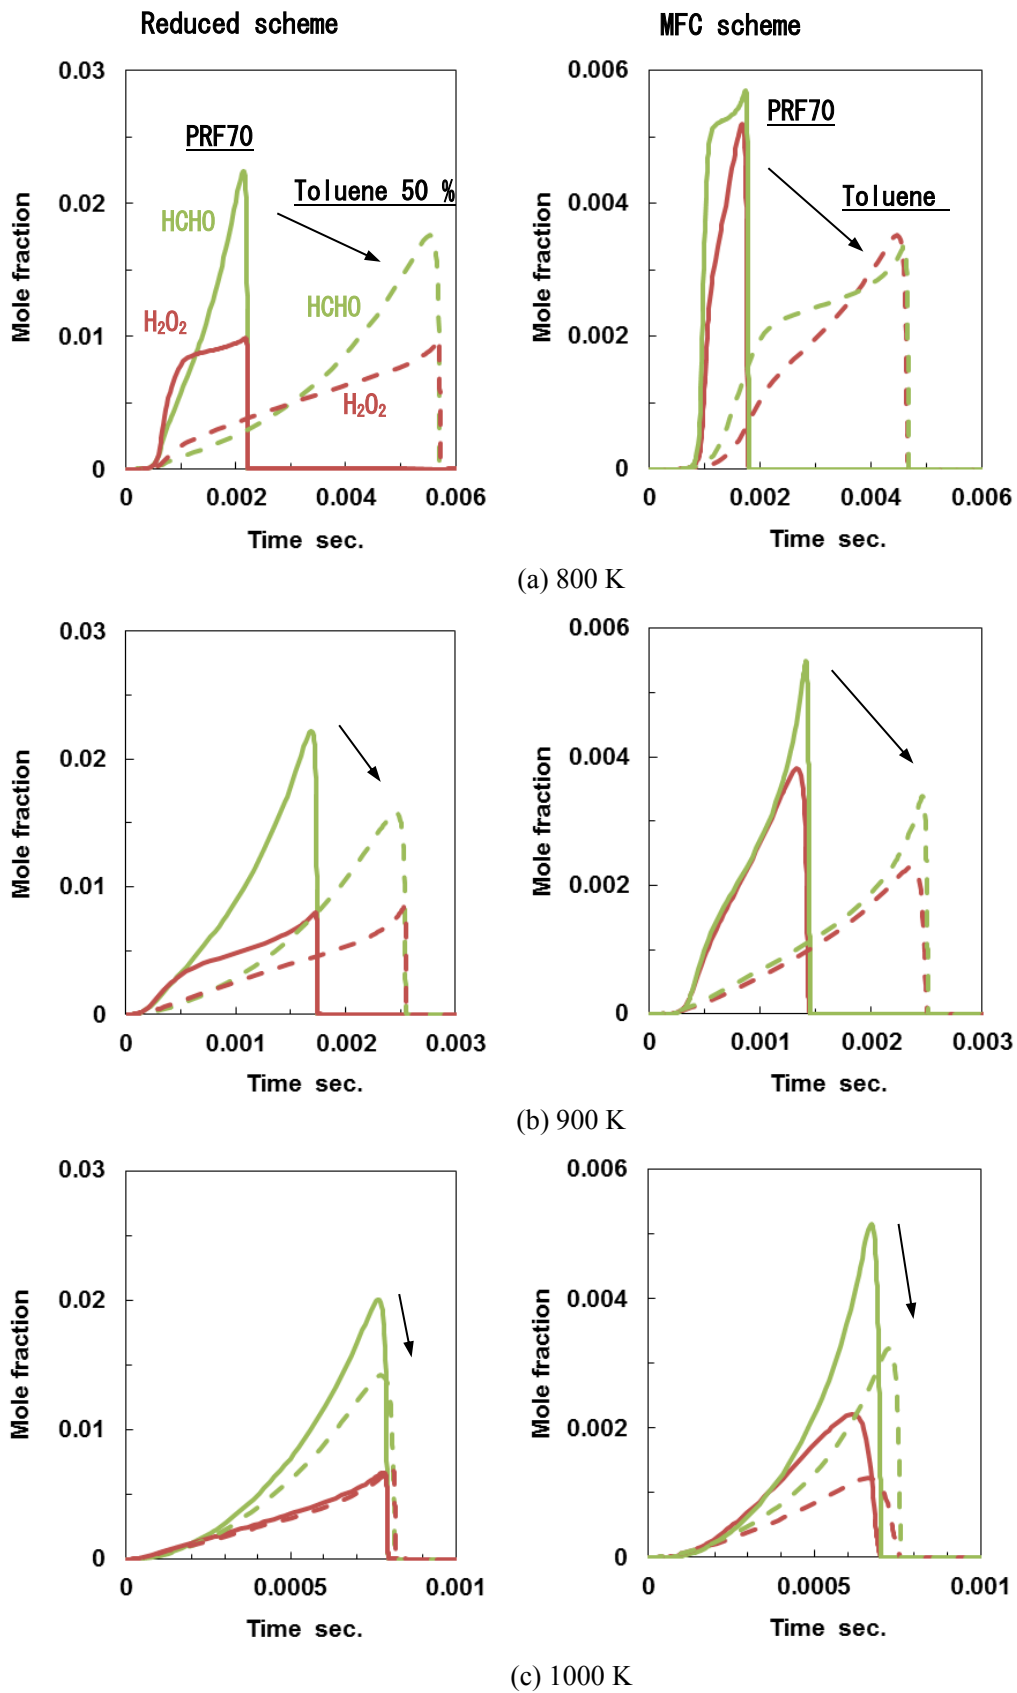 Reduced scheme
MFC scheme
0.03
0.02
0.01
0
Mole fraction
PRF70
Toluene 50 %
HCHO
H₂O₂
HCHO
H₂O₂
0 0.002 0.004 0.006
Time sec.
0.006
0.004
0.002
0
Mole fraction
PRF70
Toluene
0 0.002 0.004 0.006
Time sec.
(a) 800 K
0.03
0.02
0.01
0
Mole fraction
0 0.001 0.002 0.003
Time sec.
0.006
0.004
0.002
0
Mole fraction
0 0.001 0.002 0.003
Time sec.
(b) 900 K
0.03
0.02
0.01
0
Mole fraction
0 0.0005 0.001
Time sec.
0.006
0.004
0.002
0
Mole fraction
0 0.0005 0.001
Time sec.
(c) 1000 K